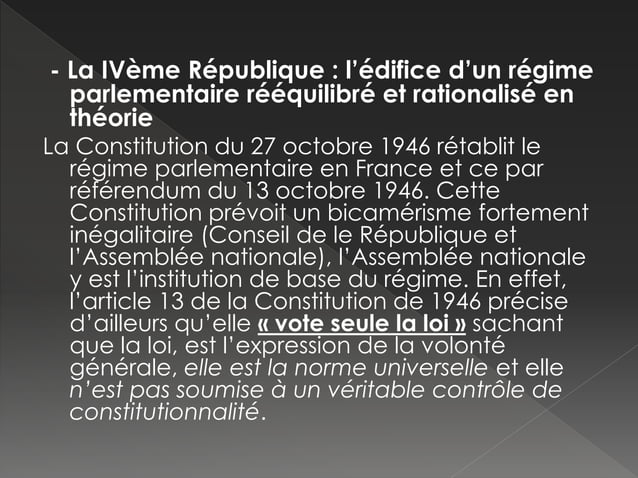 - La IVème République : l’édifice d’un régime
parlementaire rééquilibré et rationalisé en
théorie
La Constitution du 27 octobre 1946 rétablit le
régime parlementaire en France et ce par
référendum du 13 octobre 1946. Cette
Constitution prévoit un bicamérisme fortement
inégalitaire (Conseil de le République et
l’Assemblée nationale), l’Assemblée nationale
y est l’institution de base du régime. En effet,
l’article 13 de la Constitution de 1946 précise
d’ailleurs qu’elle « vote seule la loi » sachant
que la loi, est l’expression de la volonté
générale, elle est la norme universelle et elle
n’est pas soumise à un véritable contrôle de
constitutionnalité.